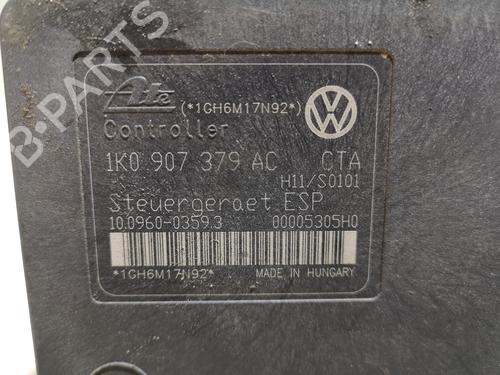 Ate (*1GH6M17N92*)
Controller
1K0 907 379 AC CTA
H11/S0101
Steuergeraet ESP
10.0960-0359.3 00005305H0
*1GH6M17N92* MADE IN HUNGARY
B-PARTS